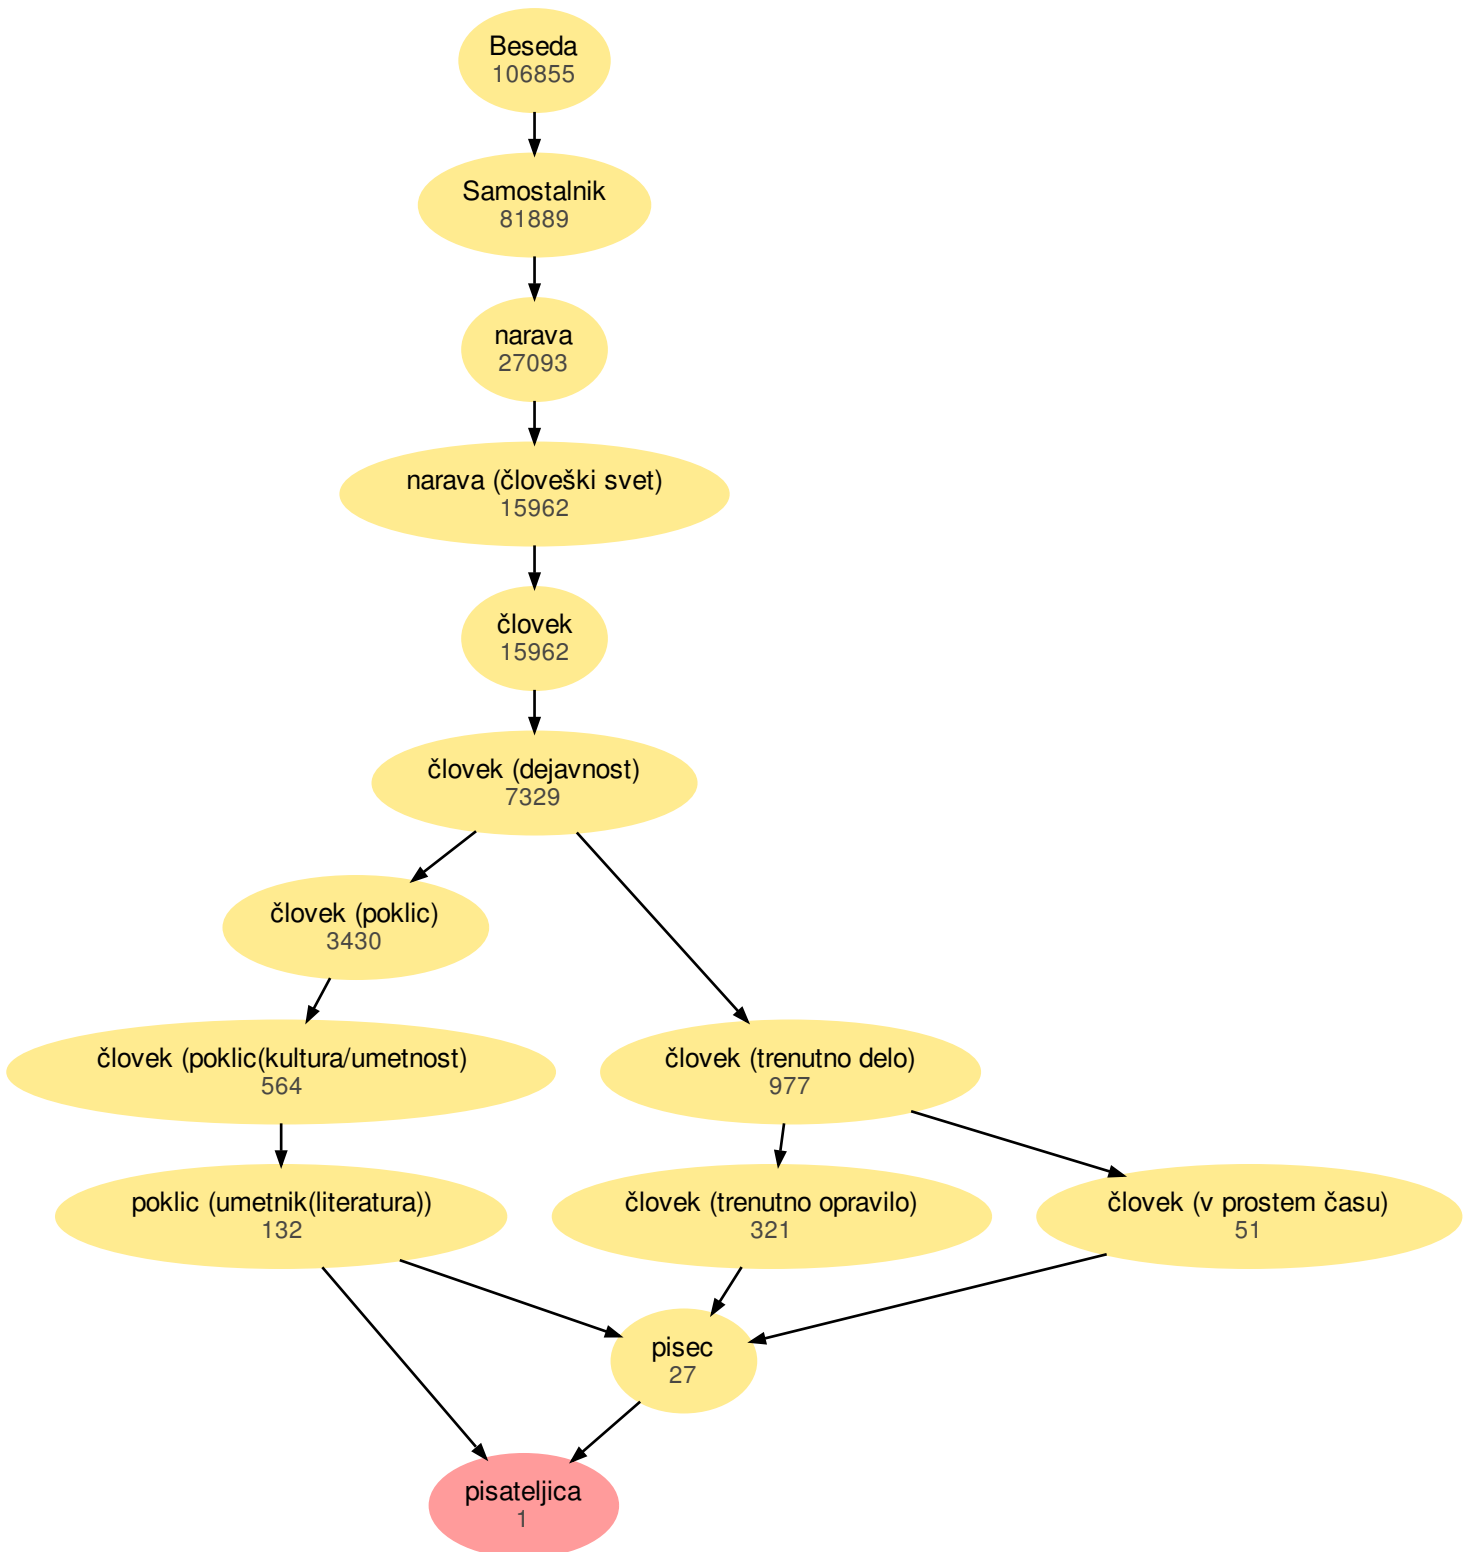 Beseda
106855
Samostalnik
81889
narava
27093
narava (človeški svet)
15962
človek
15962
človek (dejavnost)
7329
človek (poklic)
3430
človek (poklic(kultura/umetnost)
564
človek (trenutno delo)
977
poklic (umetnik(literatura))
132
človek (trenutno opravilo)
321
človek (v prostem času)
51
pisec
27
pisateljica
1